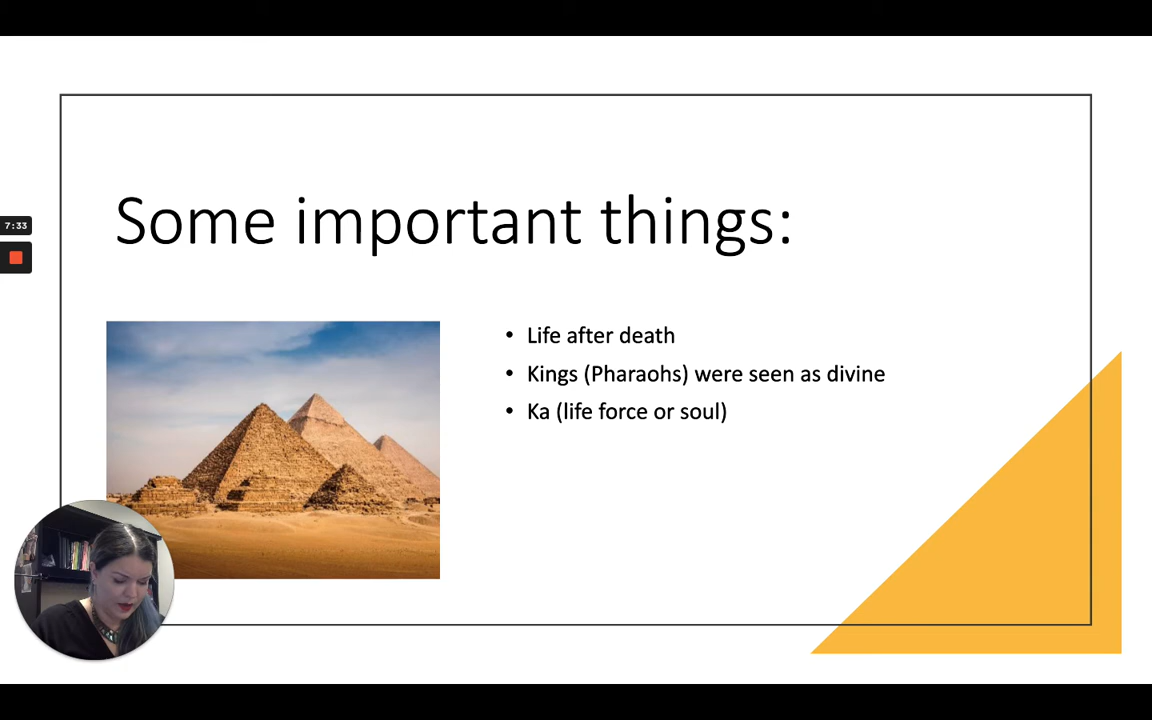 Some important things:
7:33
• Life after death
• Kings (Pharaohs) were seen as divine
• Ka (life force or soul)